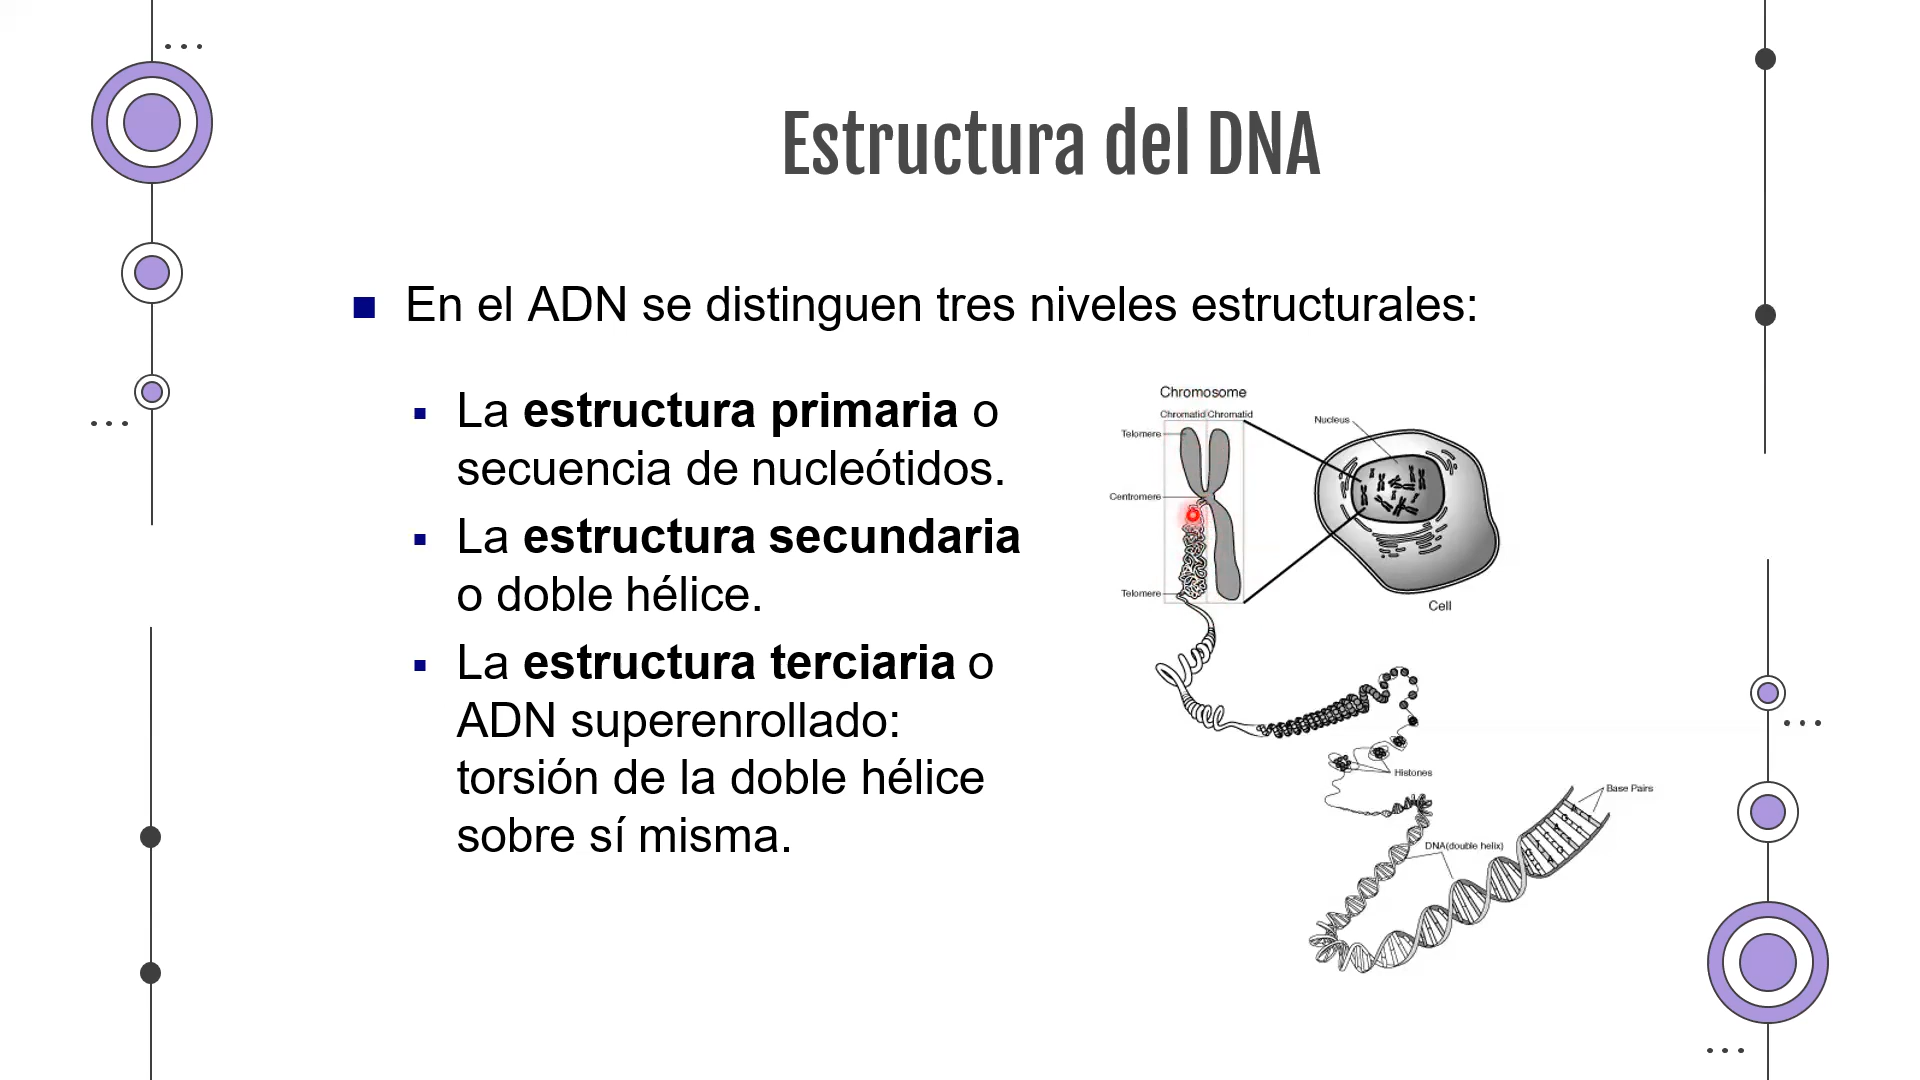 Estructura del DNA
En el ADN se distinguen tres niveles estructurales:
La estructura primaria o
secuencia de nucleótidos.
La estructura secundaria
o doble hélice.
La estructura terciaria o
ADN superenrollado:
torsión de la doble hélice
sobre sí misma.
Chromosome
Chromatid Chromatid
Telomere
Centromere
Telomere
Nucleus
Cell
Histones
Base Pairs
DNA(double helix)